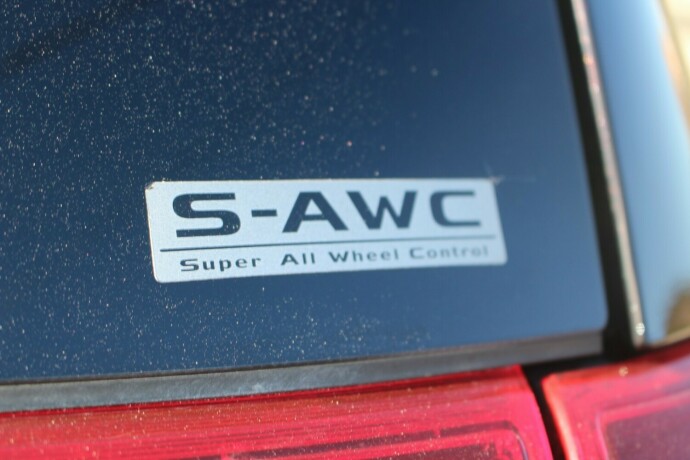 S-AWC
Super All Wheel Control